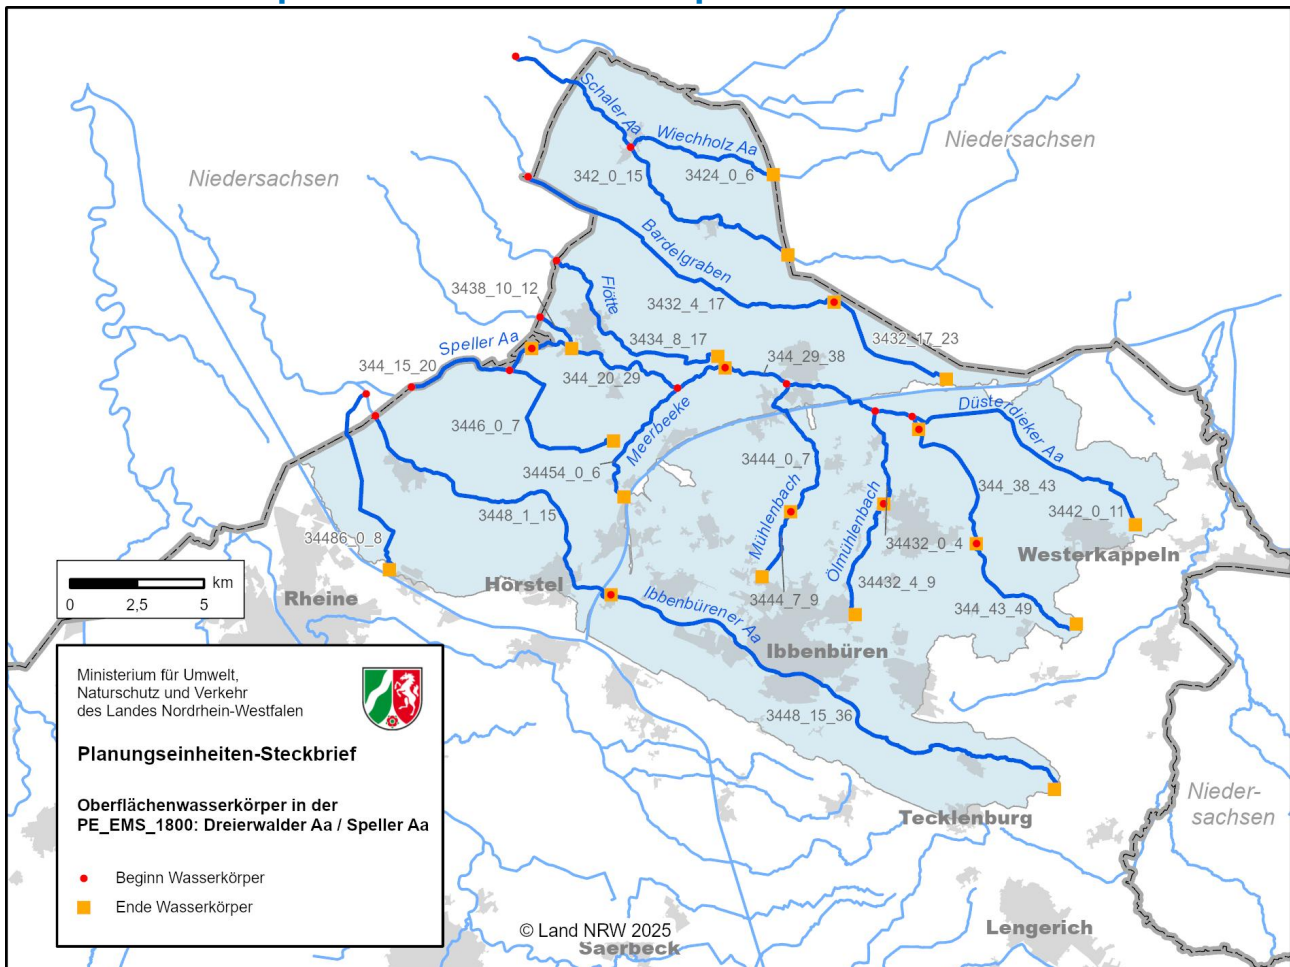 Schaler Aa
Wiechholz Aa
Niedersachsen
Niedersachsen
342_0_15
3424_0_6
Bardelgraben
3438_10_12
Flötte
3432_4_17
Speller Aa
3434_8_17
3432_17_23
344_15_20
344_29_38
344_20_29
Düsterdieker Aa
3446_0_7
Meerbeeke
3444_0_7
34454_0_6
344_38_43
3442_0_11
3448_1_15
Mühlenbach
Ölmühlenbach
34486_0_8
34432_0_4
Westerkappeln
km
0 2,5 5
Rheine
Hörstel
Ibbenbürener Aa
3444_7_9
34432_4_9
344_43_49
Ibbenbüren
3448_15_36
Tecklenburg
Nieder-
sachsen
Ministerium für Umwelt,
Naturschutz und Verkehr
des Landes Nordrhein-Westfalen
Planungseinheiten-Steckbrief
Oberflächenwasserkörper in der
PE_EMS_1800: Dreierwalder Aa / Speller Aa
Beginn Wasserkörper
Ende Wasserkörper
© Land NRW 2025
Saerbeck
Lengerich